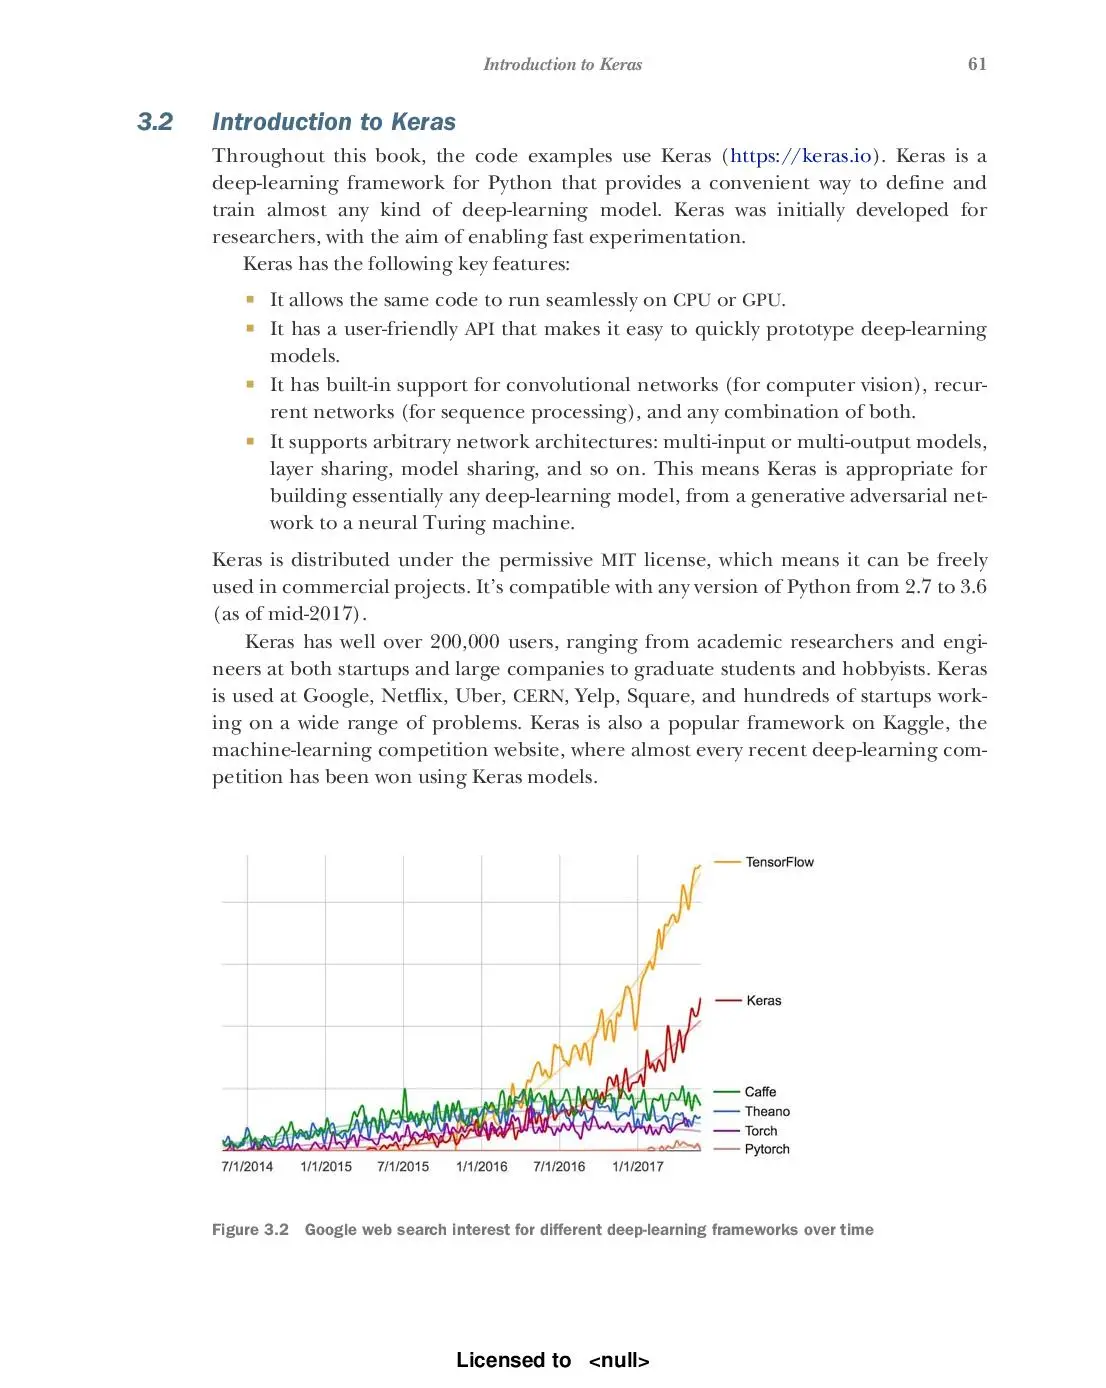 Introduction to Keras 61
3.2 Introduction to Keras
Throughout this book, the code examples use Keras (https://keras.io). Keras is a
deep-learning framework for Python that provides a convenient way to define and
train almost any kind of deep-learning model. Keras was initially developed for
researchers, with the aim of enabling fast experimentation.
Keras has the following key features:
■ It allows the same code to run seamlessly on CPU or GPU.
■ It has a user-friendly API that makes it easy to quickly prototype deep-learning
models.
■ It has built-in support for convolutional networks (for computer vision), recur-
rent networks (for sequence processing), and any combination of both.
■ It supports arbitrary network architectures: multi-input or multi-output models,
layer sharing, model sharing, and so on. This means Keras is appropriate for
building essentially any deep-learning model, from a generative adversarial net-
work to a neural Turing machine.
Keras is distributed under the permissive MIT license, which means it can be freely
used in commercial projects. It's compatible with any version of Python from 2.7 to 3.6
(as of mid-2017).
Keras has well over 200,000 users, ranging from academic researchers and engi-
neers at both startups and large companies to graduate students and hobbyists. Keras
is used at Google, Netflix, Uber, CERN, Yelp, Square, and hundreds of startups work-
ing on a wide range of problems. Keras is also a popular framework on Kaggle, the
machine-learning competition website, where almost every recent deep-learning com-
petition has been won using Keras models.
TensorFlow
Keras
Caffe
Theano
Torch
Pytorch
7/1/2014 1/1/2015 7/1/2015 1/1/2016 7/1/2016 1/1/2017
Figure 3.2 Google web search interest for different deep-learning frameworks over time
Licensed to <null>